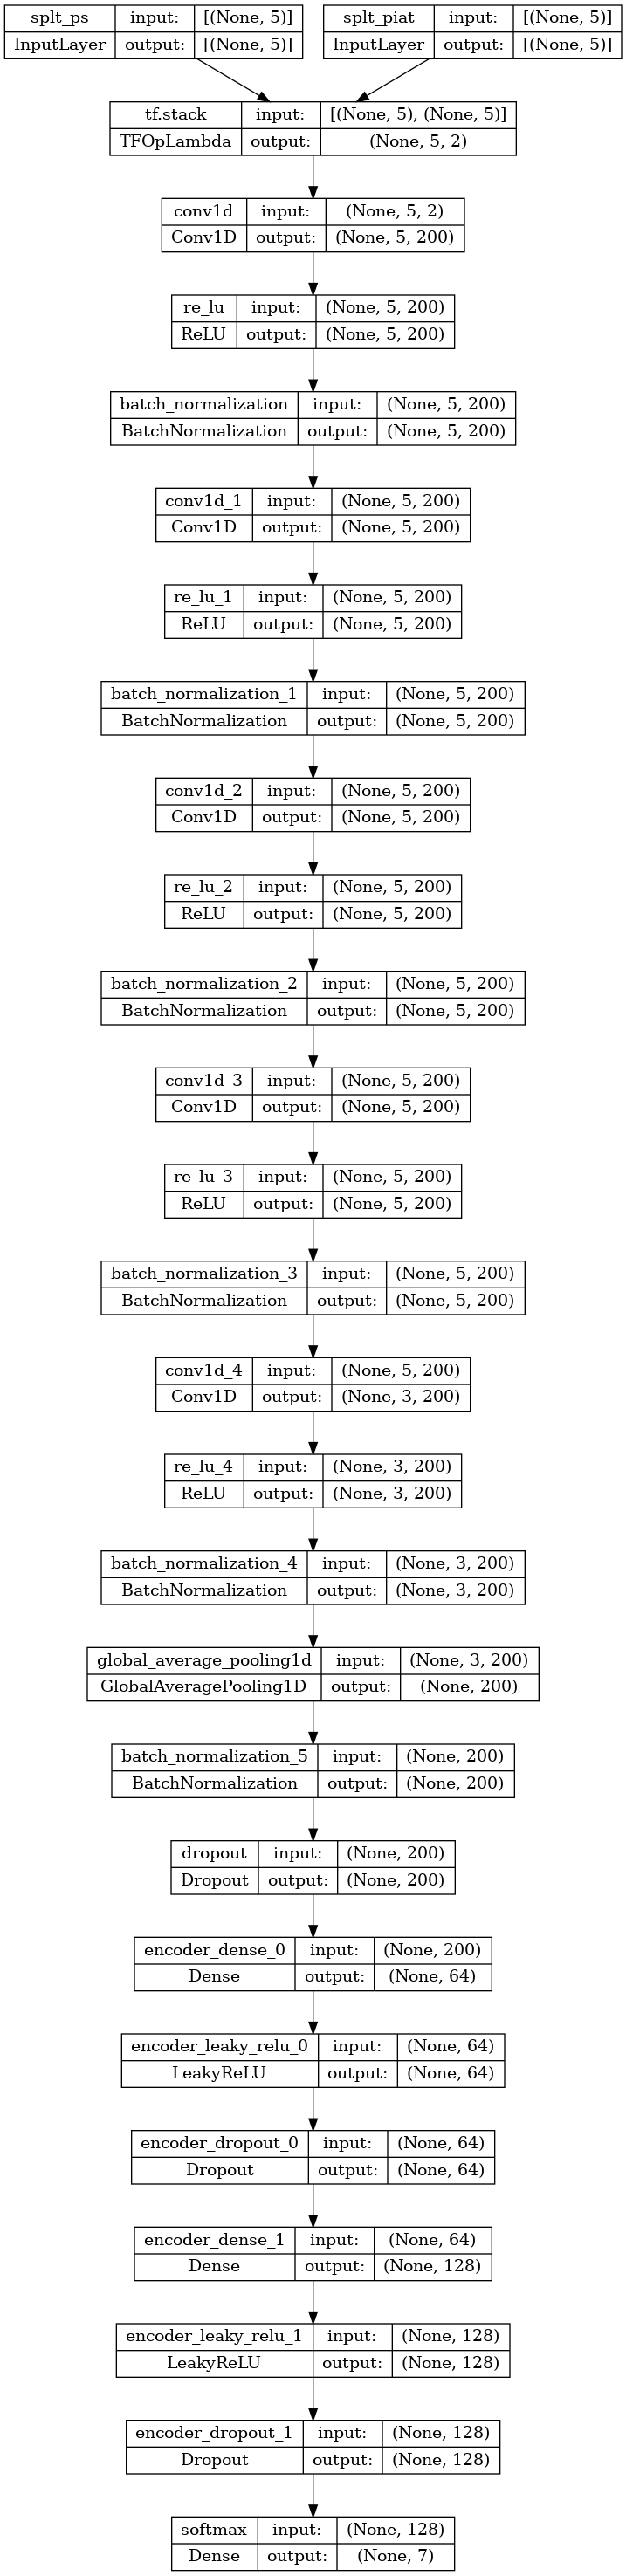 splt_ps input: [(None, 5)]
InputLayer output: [(None, 5)]
splt_piat input: [(None, 5)]
InputLayer output: [(None, 5)]
tf.stack input: [(None, 5), (None, 5)]
TFOpLambda output: (None, 5, 2)
conv1d input: (None, 5, 2)
Conv1D output: (None, 5, 200)
re_lu input: (None, 5, 200)
ReLU output: (None, 5, 200)
batch_normalization input: (None, 5, 200)
BatchNormalization output: (None, 5, 200)
conv1d_1 input: (None, 5, 200)
Conv1D output: (None, 5, 200)
re_lu_1 input: (None, 5, 200)
ReLU output: (None, 5, 200)
batch_normalization_1 input: (None, 5, 200)
BatchNormalization output: (None, 5, 200)
conv1d_2 input: (None, 5, 200)
Conv1D output: (None, 5, 200)
re_lu_2 input: (None, 5, 200)
ReLU output: (None, 5, 200)
batch_normalization_2 input: (None, 5, 200)
BatchNormalization output: (None, 5, 200)
conv1d_3 input: (None, 5, 200)
Conv1D output: (None, 5, 200)
re_lu_3 input: (None, 5, 200)
ReLU output: (None, 5, 200)
batch_normalization_3 input: (None, 5, 200)
BatchNormalization output: (None, 5, 200)
conv1d_4 input: (None, 5, 200)
Conv1D output: (None, 3, 200)
re_lu_4 input: (None, 3, 200)
ReLU output: (None, 3, 200)
batch_normalization_4 input: (None, 3, 200)
BatchNormalization output: (None, 3, 200)
global_average_pooling1d input: (None, 3, 200)
GlobalAveragePooling1D output: (None, 200)
batch_normalization_5 input: (None, 200)
BatchNormalization output: (None, 200)
dropout input: (None, 200)
Dropout output: (None, 200)
encoder_dense_0 input: (None, 200)
Dense output: (None, 64)
encoder_leaky_relu_0 input: (None, 64)
LeakyReLU output: (None, 64)
encoder_dropout_0 input: (None, 64)
Dropout output: (None, 64)
encoder_dense_1 input: (None, 64)
Dense output: (None, 128)
encoder_leaky_relu_1 input: (None, 128)
LeakyReLU output: (None, 128)
encoder_dropout_1 input: (None, 128)
Dropout output: (None, 128)
softmax input: (None, 128)
Dense output: (None, 7)